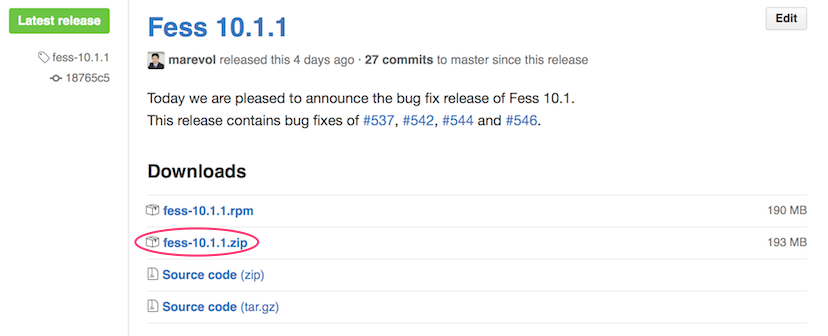 Latest release
fess-10.1.1
18765c5
Fess 10.1.1
Edit
marevol released this 4 days ago · 27 commits to master since this release
Today we are pleased to announce the bug fix release of Fess 10.1.
This release contains bug fixes of #537, #542, #544 and #546.
Downloads
fess-10.1.1.rpm 190 MB
fess-10.1.1.zip 193 MB
Source code (zip)
Source code (tar.gz)